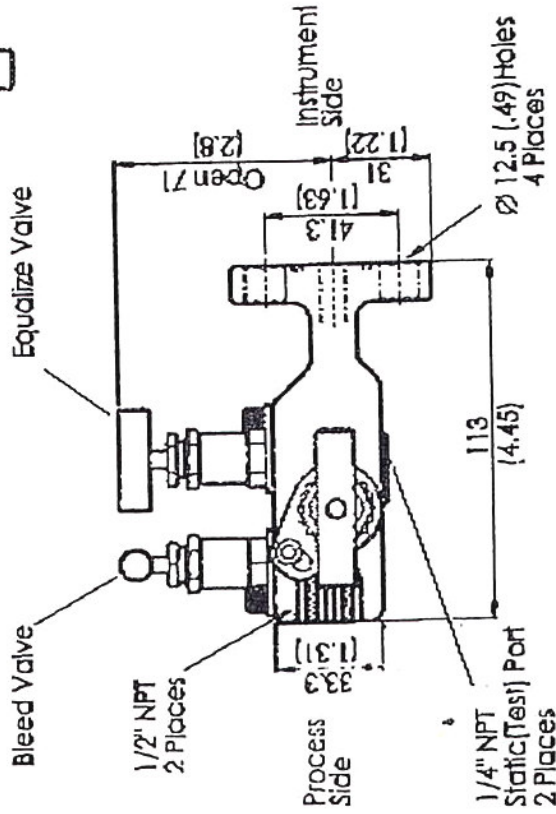 Bleed Valve
Equalize Valve
1/2" NPT
2 Places
Open 71
(2.8)
Instrument
Side
Process
Side
33.3
(1.31)
41.3
(1.63)
31
(1.22)
1/4" NPT
Static(Test) Port
2 Places
113
(4.45)
Ø 12.5 (.49)Holes
4 Places